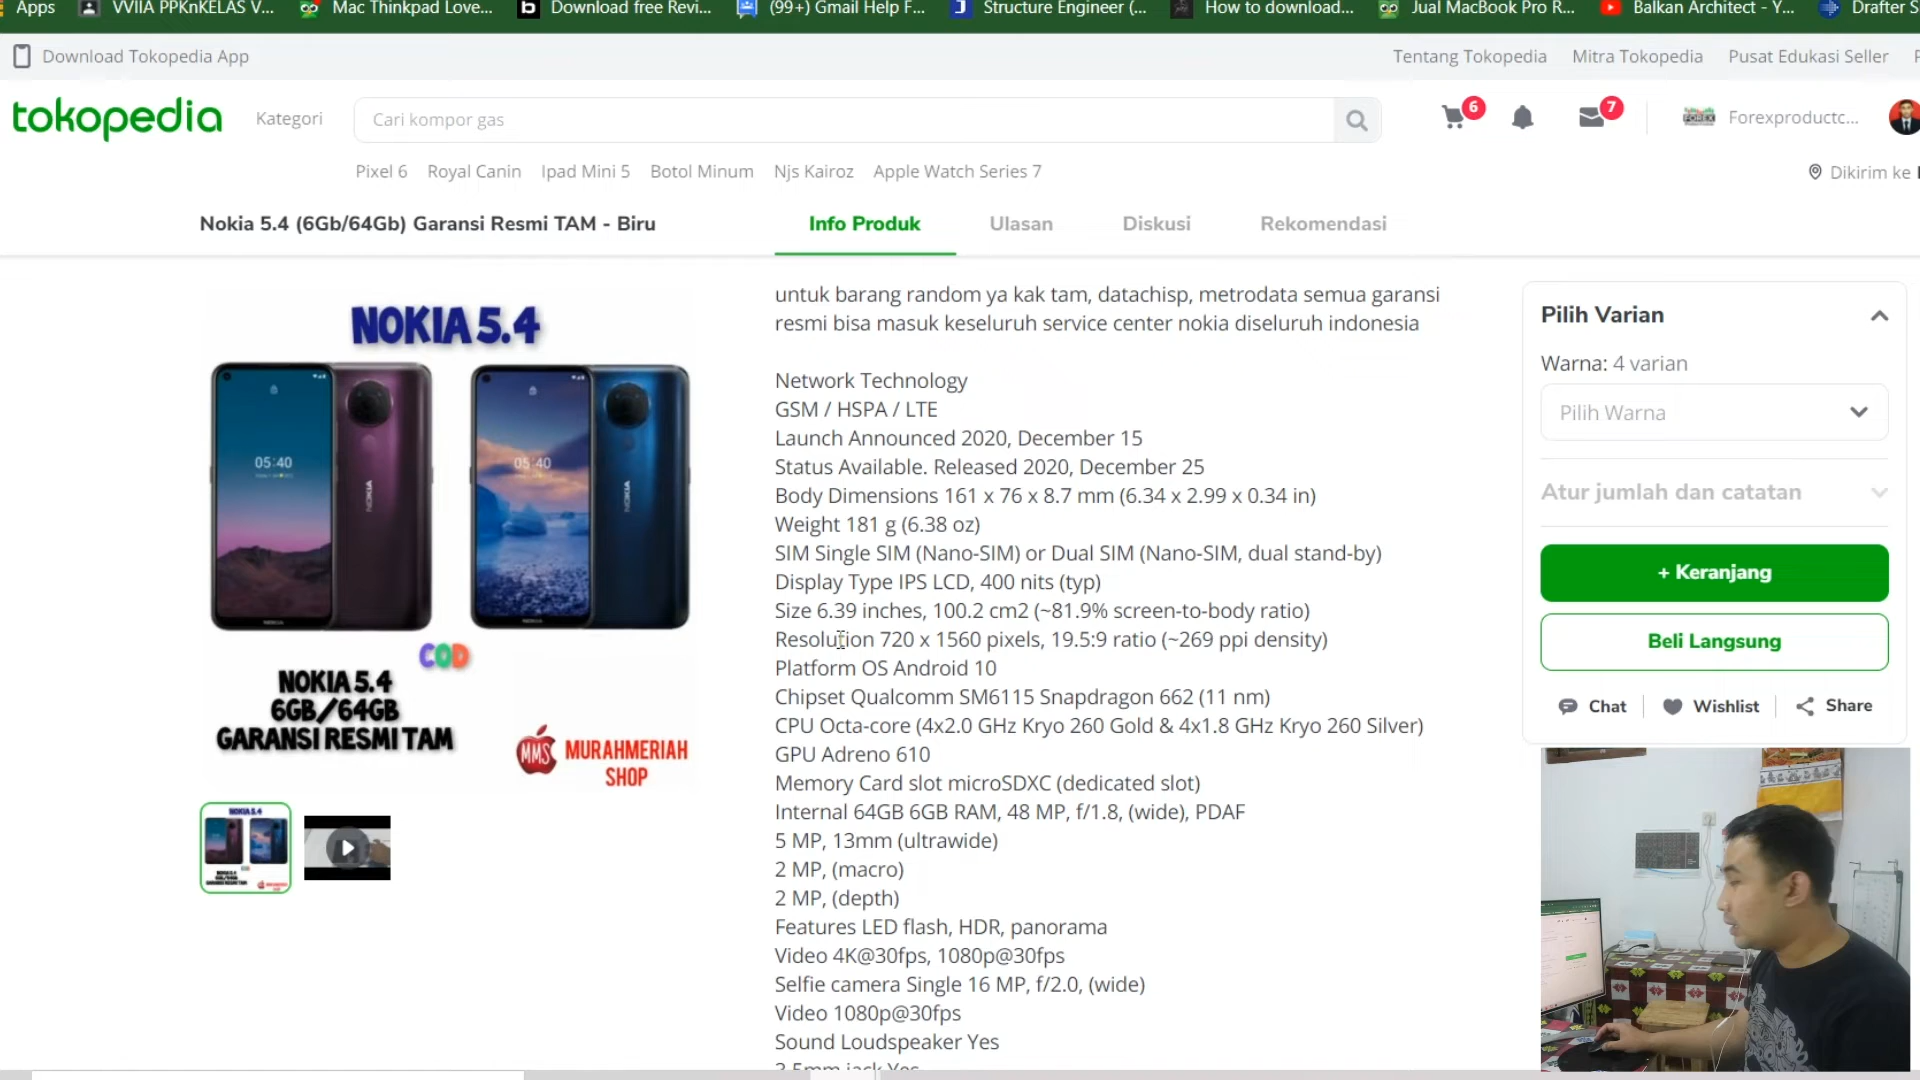 Apps
VVIIA PPKnKELAS V...
Mac Thinkpad Love...
Download free Revi...
(99+) Gmail Help F...
Structure Engineer (...
How to download...
Jual MacBook Pro R...
Balkan Architect - Y...
Drafter S
Download Tokopedia App
Tentang Tokopedia
Mitra Tokopedia
Pusat Edukasi Seller
tokopedia
Kategori
Cari kompor gas
6
7
Forexproductc...
Pixel 6
Royal Canin
Ipad Mini 5
Botol Minum
Njs Kairoz
Apple Watch Series 7
Dikirim ke
Nokia 5.4 (6Gb/64Gb) Garansi Resmi TAM - Biru
Info Produk
Ulasan
Diskusi
Rekomendasi
NOKIA 5.4
05:40
05:40
NOKIA
NOKIA
COD
NOKIA 5.4
6GB/64GB
GARANSI RESMI TAM
MMS
MURAHMERIAH
SHOP
untuk barang random ya kak tam, datachisp, metrodata semua garansi
resmi bisa masuk keseluruh service center nokia diseluruh indonesia
Network Technology
GSM / HSPA / LTE
Launch Announced 2020, December 15
Status Available. Released 2020, December 25
Body Dimensions 161 x 76 x 8.7 mm (6.34 x 2.99 x 0.34 in)
Weight 181 g (6.38 oz)
SIM Single SIM (Nano-SIM) or Dual SIM (Nano-SIM, dual stand-by)
Display Type IPS LCD, 400 nits (typ)
Size 6.39 inches, 100.2 cm2 (~81.9% screen-to-body ratio)
Resolution 720 x 1560 pixels, 19.5:9 ratio (~269 ppi density)
Platform OS Android 10
Chipset Qualcomm SM6115 Snapdragon 662 (11 nm)
CPU Octa-core (4x2.0 GHz Kryo 260 Gold & 4x1.8 GHz Kryo 260 Silver)
GPU Adreno 610
Memory Card slot microSDXC (dedicated slot)
Internal 64GB 6GB RAM, 48 MP, f/1.8, (wide), PDAF
5 MP, 13mm (ultrawide)
2 MP, (macro)
2 MP, (depth)
Features LED flash, HDR, panorama
Video 4K@30fps, 1080p@30fps
Selfie camera Single 16 MP, f/2.0, (wide)
Video 1080p@30fps
Sound Loudspeaker Yes
3.5mm jack Yes
Pilih Varian
Warna: 4 varian
Pilih Warna
Atur jumlah dan catatan
+ Keranjang
Beli Langsung
Chat
Wishlist
Share